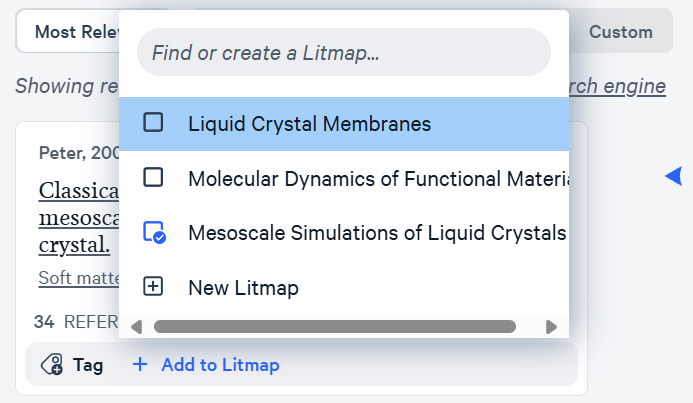 Most Rele
Custom
Find or create a Litmap...
Showing re
rch engine
Liquid Crystal Membranes
Peter, 200
Molecular Dynamics of Functional Materia
Classica
mesosca
crystal.
Mesoscale Simulations of Liquid Crystals
Soft matte
New Litmap
34 REFER
Tag
Add to Litmap